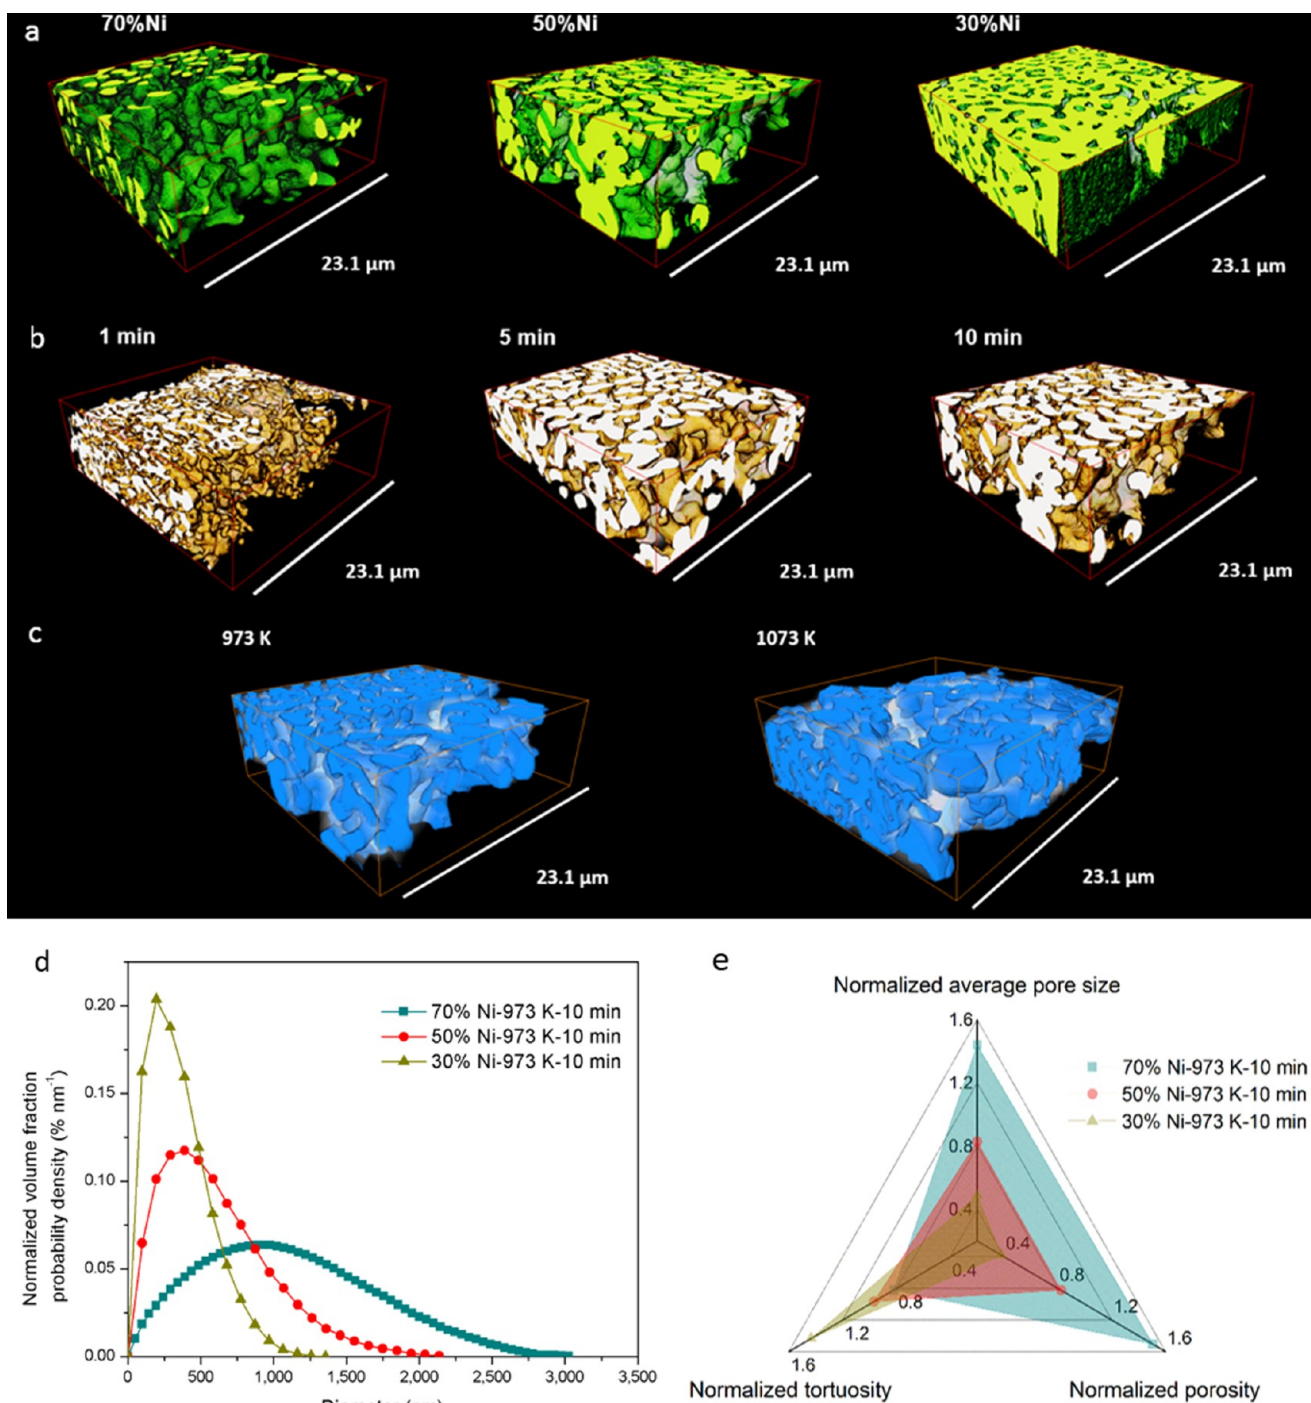 a
70%Ni
50%Ni
30%Ni
23.1 µm
23.1 µm
23.1 µm
b
1 min
5 min
10 min
23.1 µm
23.1 µm
23.1 µm
c
973 K
1073 K
23.1 µm
23.1 µm
d
Normalized volume fraction
probability density (% nm⁻¹)
0.20
0.15
0.10
0.05
0.00
70% Ni-973 K-10 min
50% Ni-973 K-10 min
30% Ni-973 K-10 min
0
500
1,000
1,500
2,000
2,500
3,000
3,500
e
Normalized average pore size
1.6
1.2
0.8
0.4
70% Ni-973 K-10 min
50% Ni-973 K-10 min
30% Ni-973 K-10 min
0.4
0.8
1.2
1.6
0.4
0.8
1.2
1.6
Normalized tortuosity
Normalized porosity